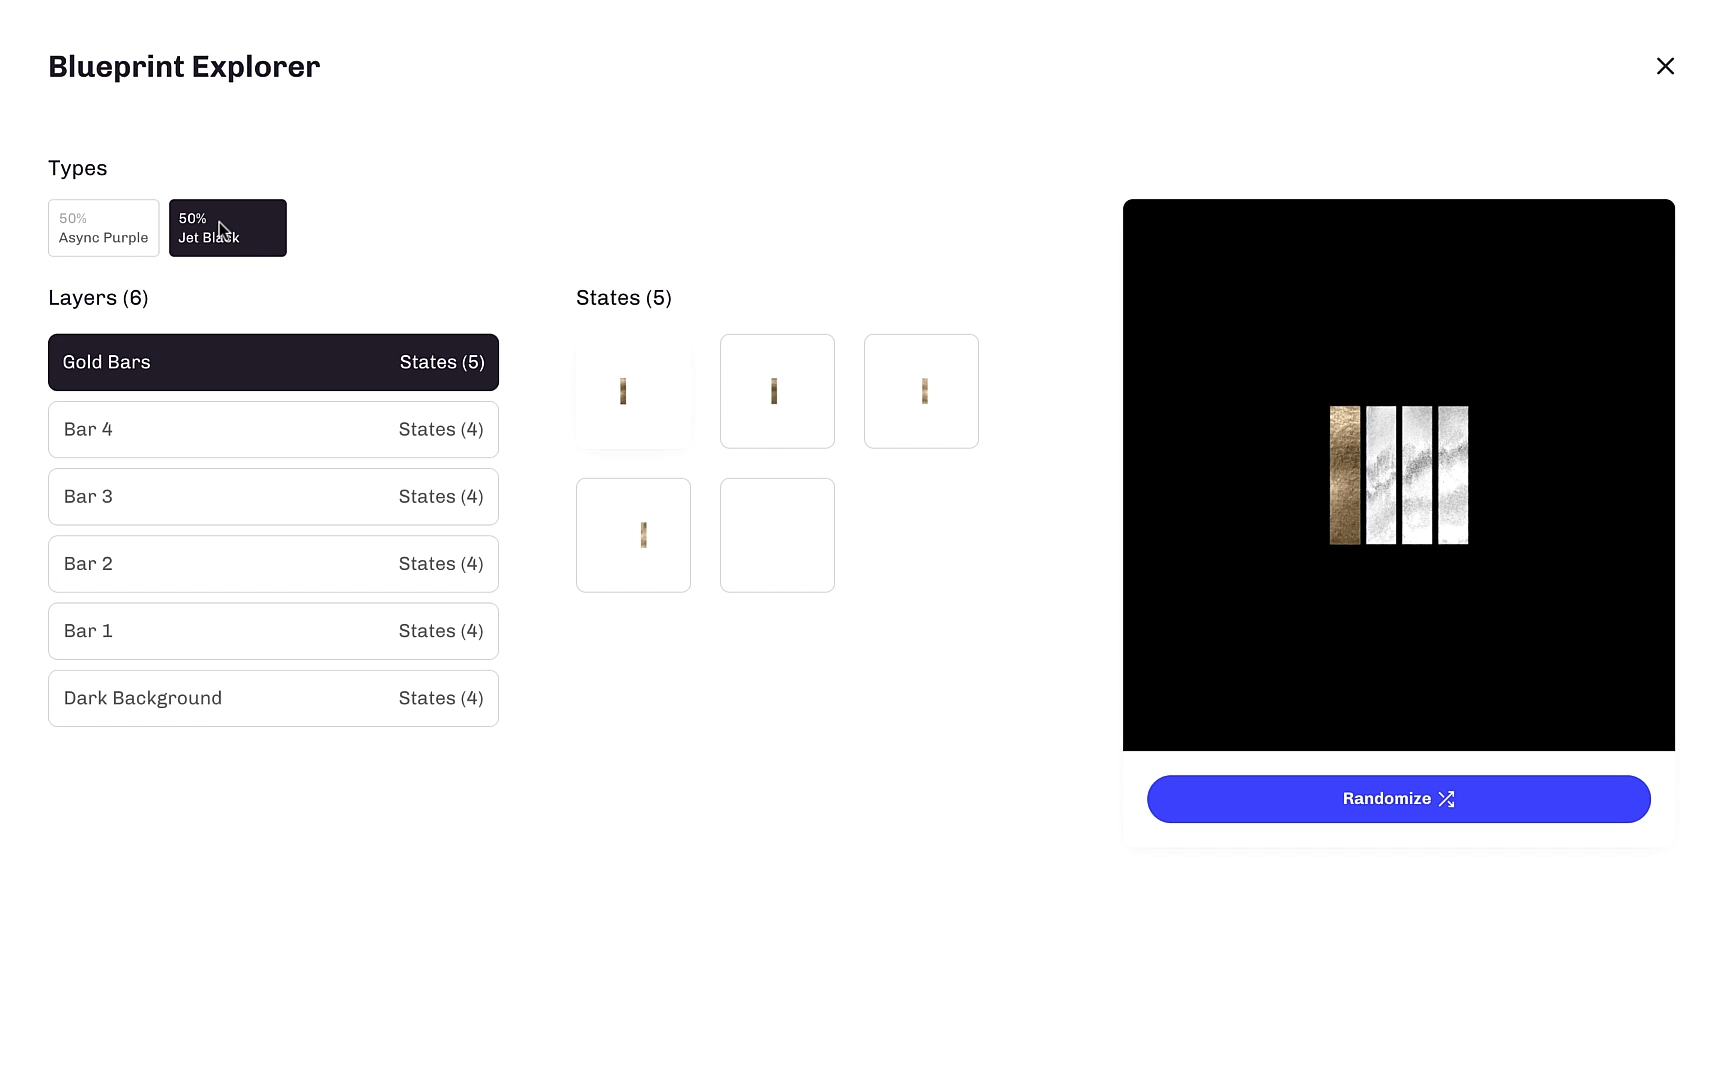 Blueprint Explorer
Types
50%
Async Purple
50%
Jet Black
Layers (6)
Gold Bars States (5)
Bar 4 States (4)
Bar 3 States (4)
Bar 2 States (4)
Bar 1 States (4)
Dark Background States (4)
States (5)
Randomize